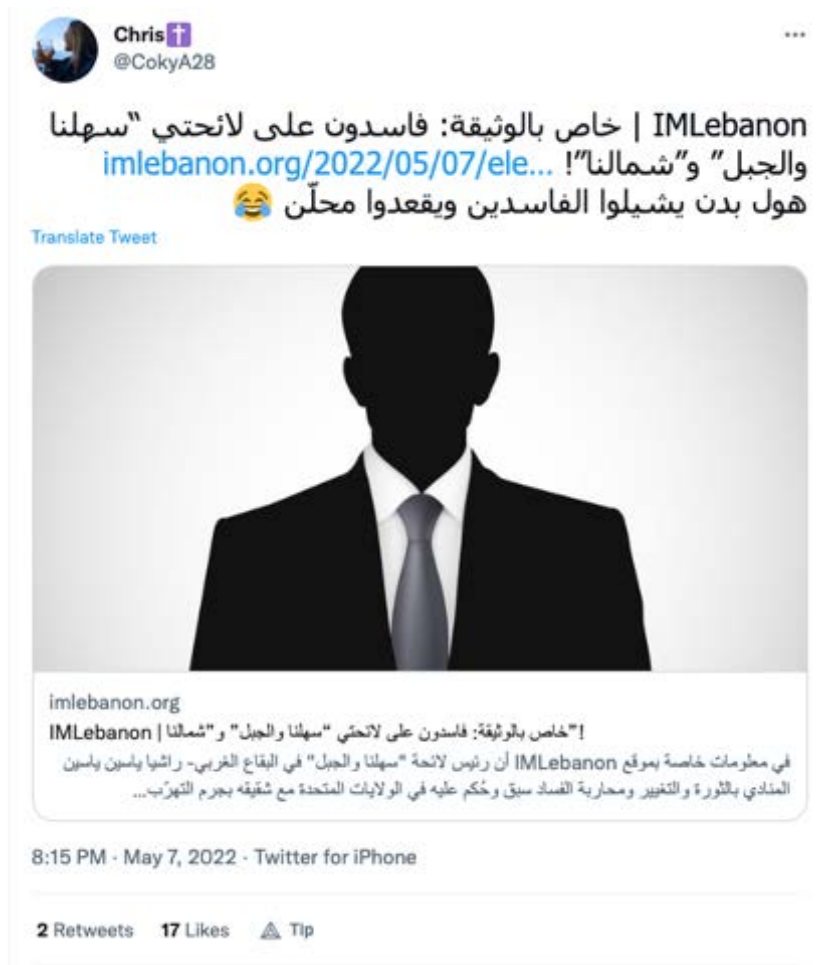 Chris✝️
@CokyA28
IMLebanon | خاص بالوثيقة: فاسدون على لائحتي “سهلنا
والجبل” و”شمالنا”! imlebanon.org/2022/05/07/ele...
هول بدن يشيلوا الفاسدين ويقعدوا محلّن 😂
Translate Tweet
imlebanon.org
خاص بالوثيقة: فاسدون على لائحتي “سهلنا والجبل” و”شمالنا | IMLebanon”!
في معلومات خاصة بموقع IMLebanon أن رئيس لائحة “سهلنا والجبل” في البقاع الغربي- راشيا ياسين ياسين
المنادي بالثورة والتغيير ومحاربة الفساد سبق وحُكم عليه في الولايات المتحدة مع شقيقه بجرم التهرّب...
8:15 PM · May 7, 2022 · Twitter for iPhone
2 Retweets 17 Likes Tip